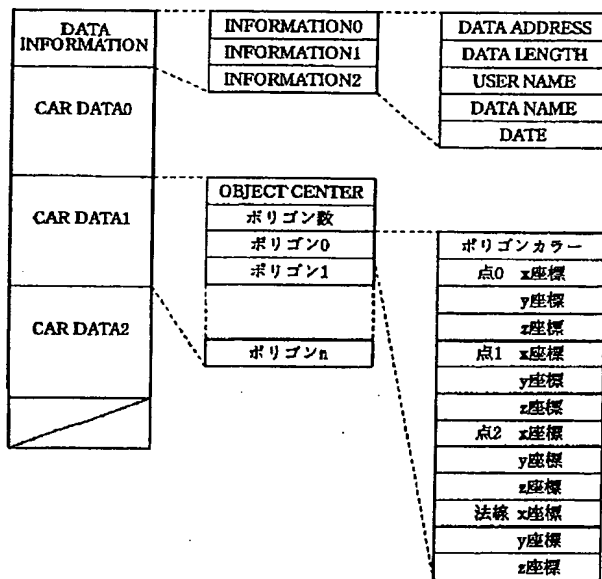 DATA
INFORMATION
CAR DATA0
CAR DATA1
CAR DATA2
INFORMATION0
INFORMATION1
INFORMATION2
DATA ADDRESS
DATA LENGTH
USER NAME
DATA NAME
DATE
OBJECT CENTER
ポリゴン数
ポリゴン0
ポリゴン1
ポリゴンn
ポリゴンカラー
点0 x座標
y座標
z座標
点1 x座標
y座標
z座標
点2 x座標
y座標
z座標
法線 x座標
y座標
z座標